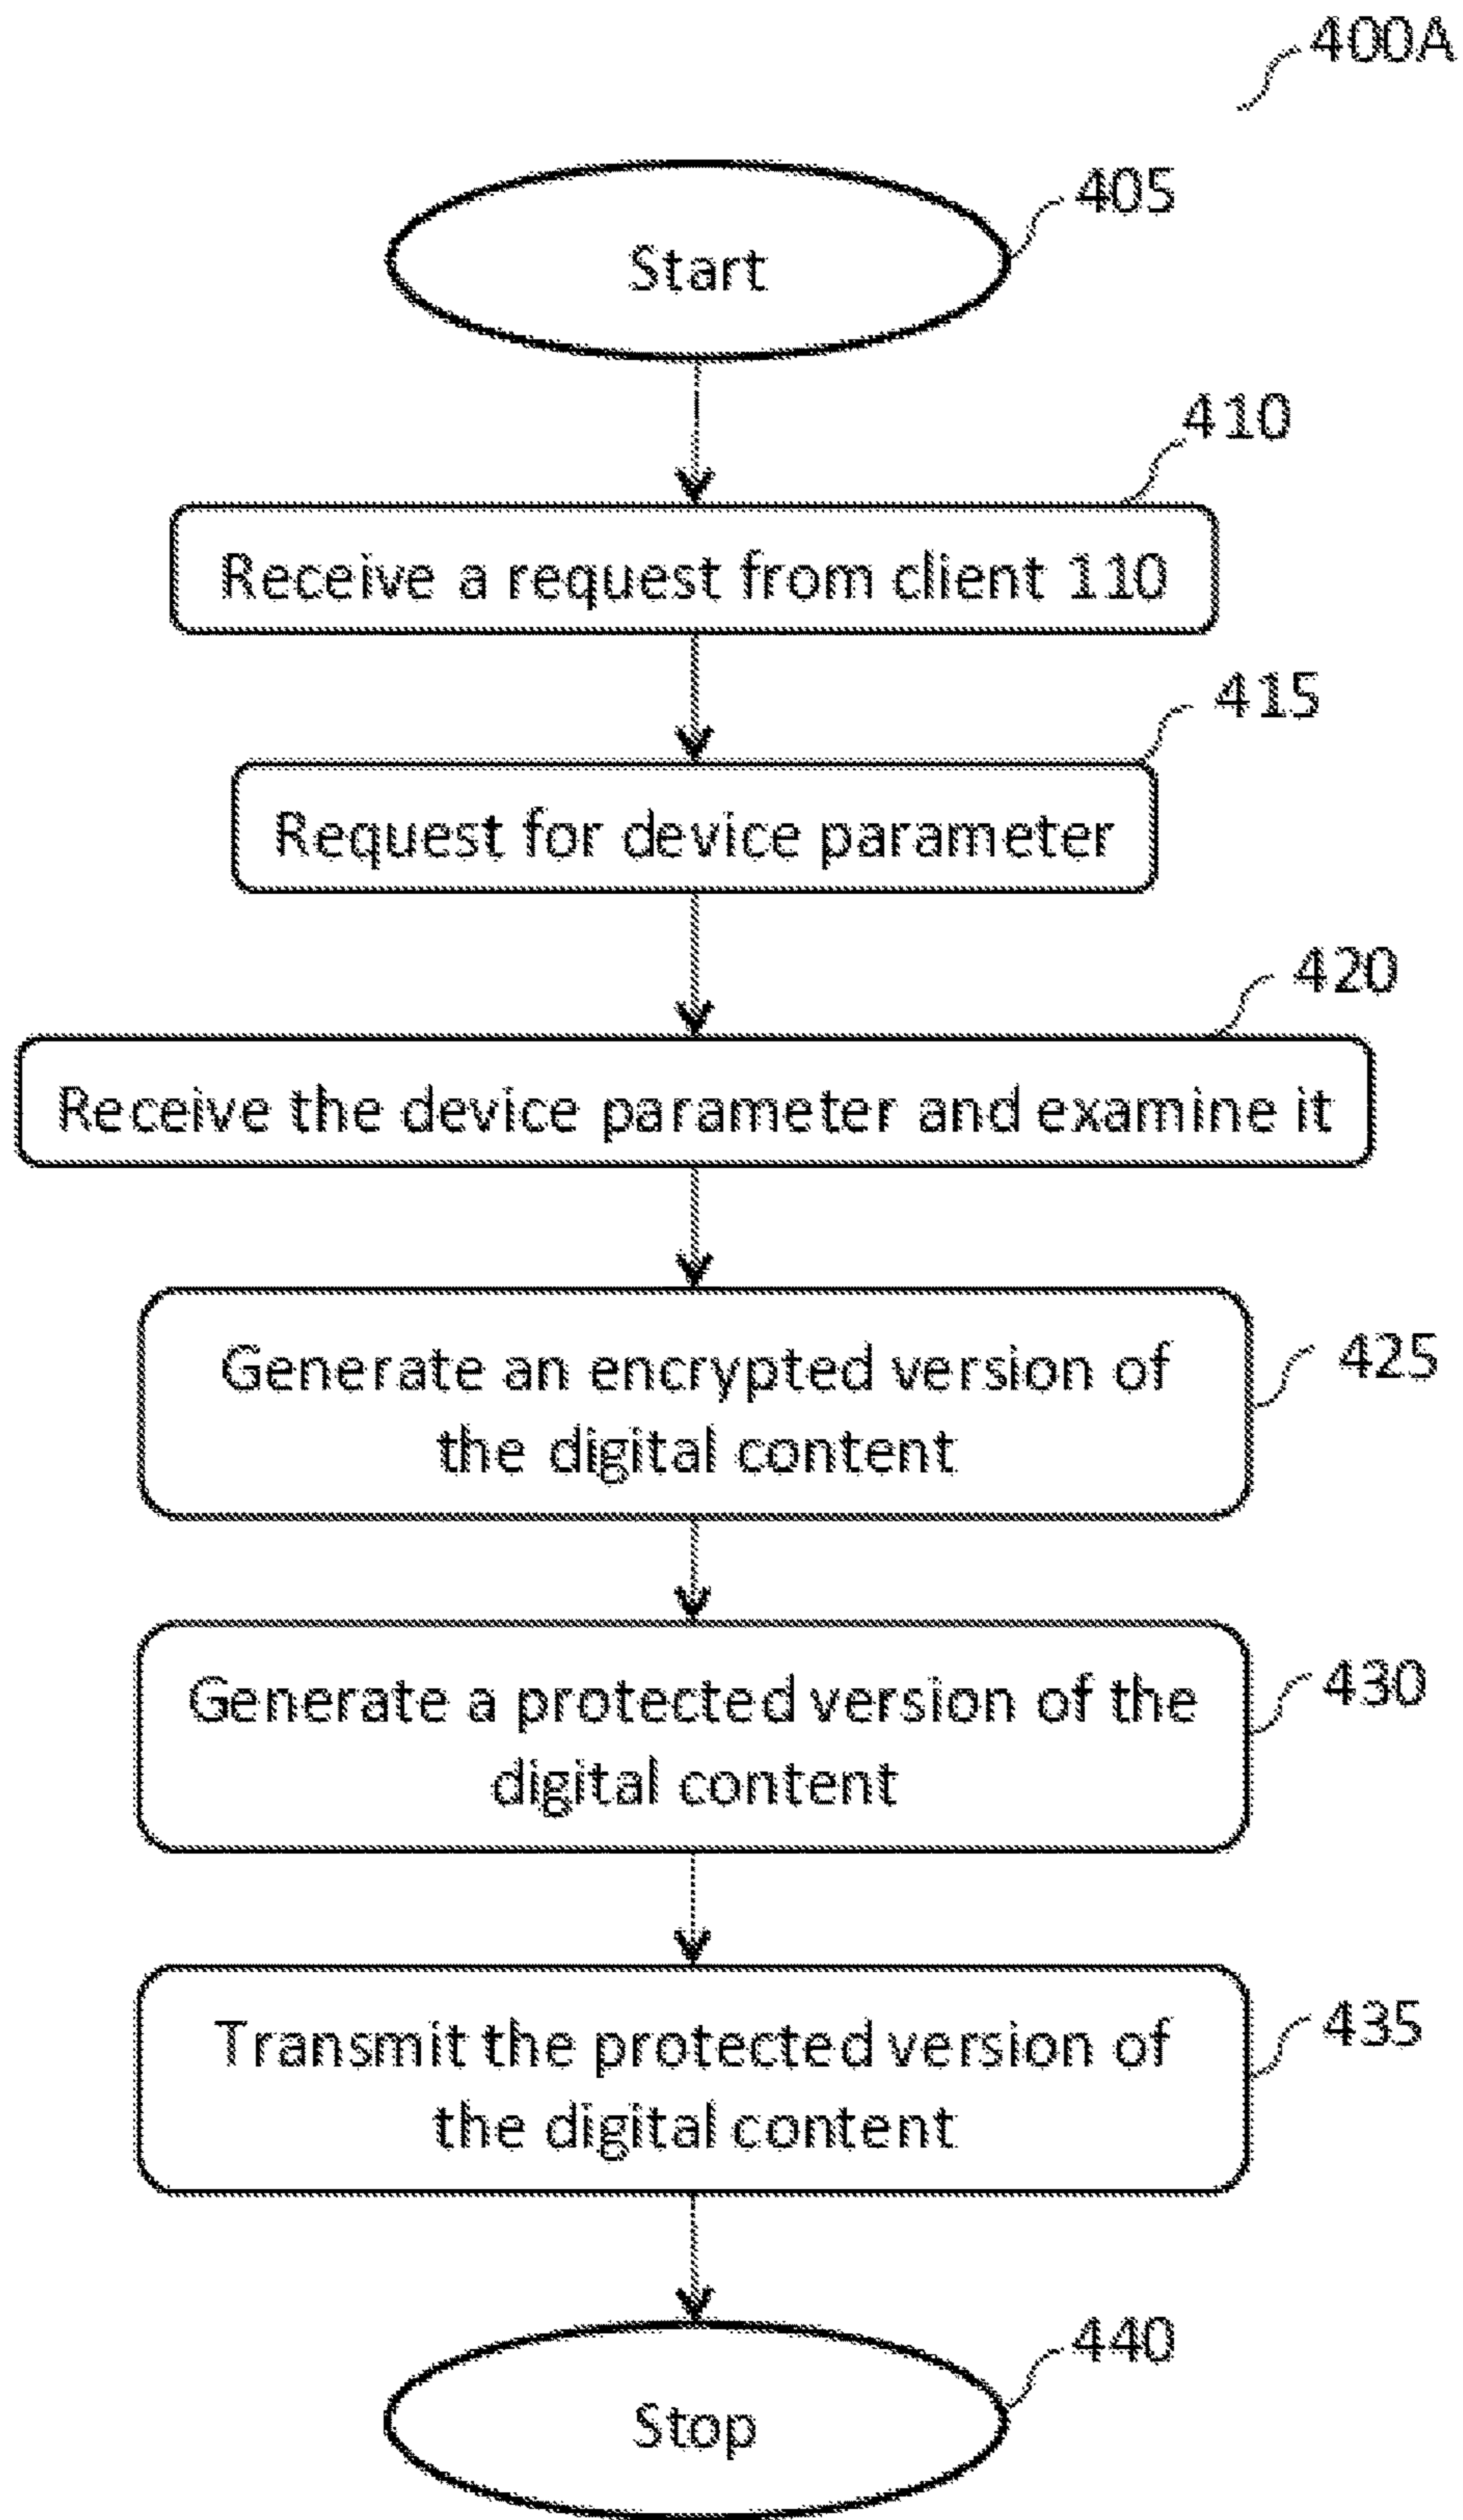 400A
405
Start
410
Receive a request from client 110
415
Request for device parameter
420
Receive the device parameter and examine it
Generate an encrypted version of
the digital content
425
Generate a protected version of the
digital content
430
Transmit the protected version of
the digital content
435
440
Stop